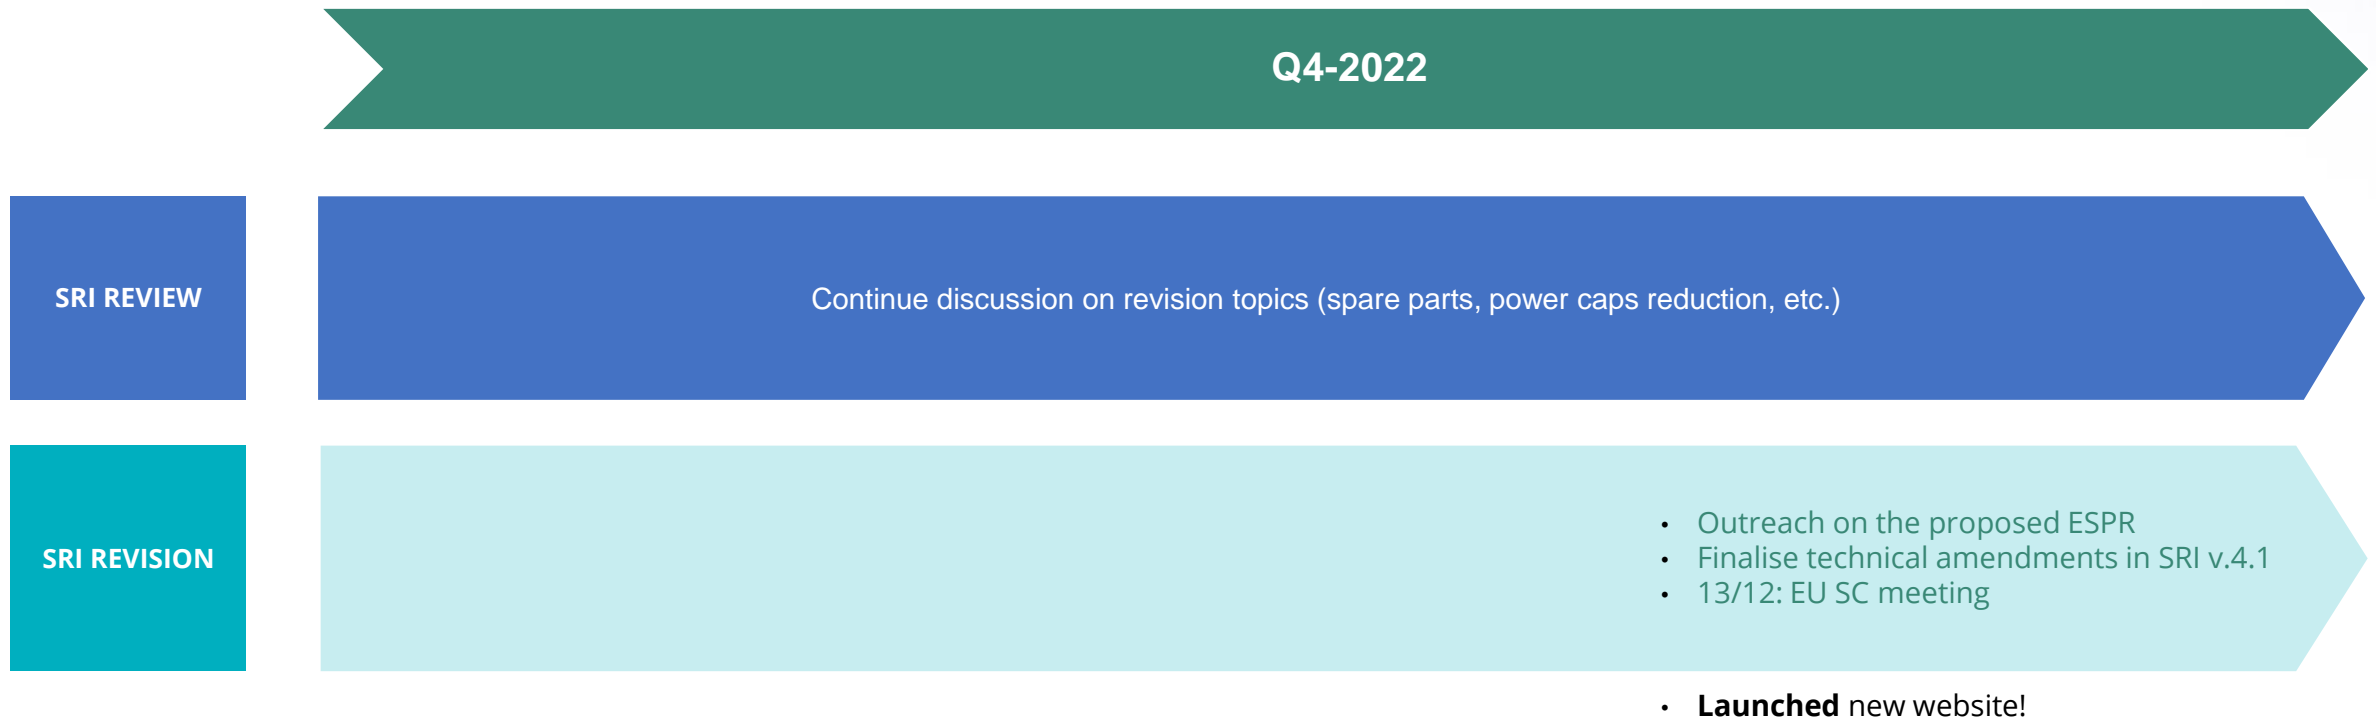 Q4-2022
SRI REVIEW
Continue discussion on revision topics (spare parts, power caps reduction, etc.)
SRI REVISION
• Outreach on the proposed ESPR
• Finalise technical amendments in SRI v.4.1
• 13/12: EU SC meeting
• Launched new website!